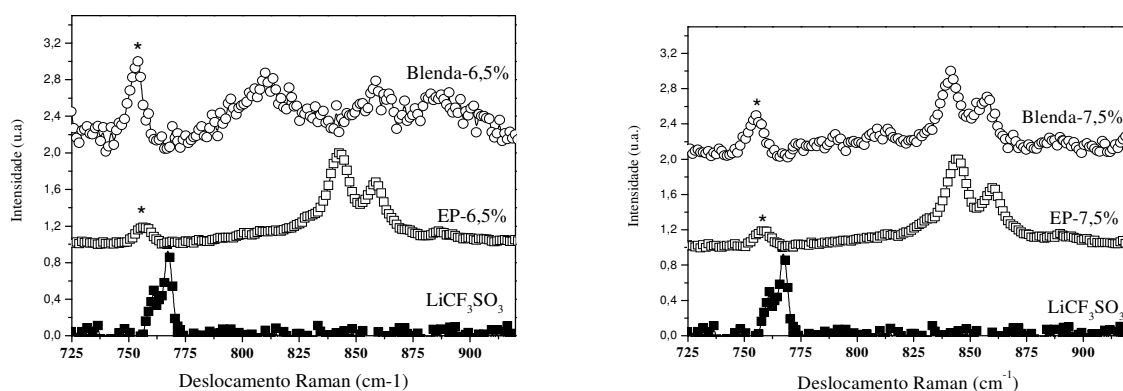 3,2
2,8
2,4
2,0
1,6
1,2
0,8
0,4
0,0
Intensidade (u.a)
*
Blenda-6,5%
*
EP-6,5%
LiCF3SO3
725 750 775 800 825 850 875 900
Deslocamento Raman (cm-1)
3,6
3,2
2,8
2,4
2,0
1,6
1,2
0,8
0,4
0,0
Intensidade (u.a.)
*
Blenda-7,5%
*
EP-7,5%
LiCF3SO3
725 750 775 800 825 850 875 900
Deslocamento Raman (cm-1)